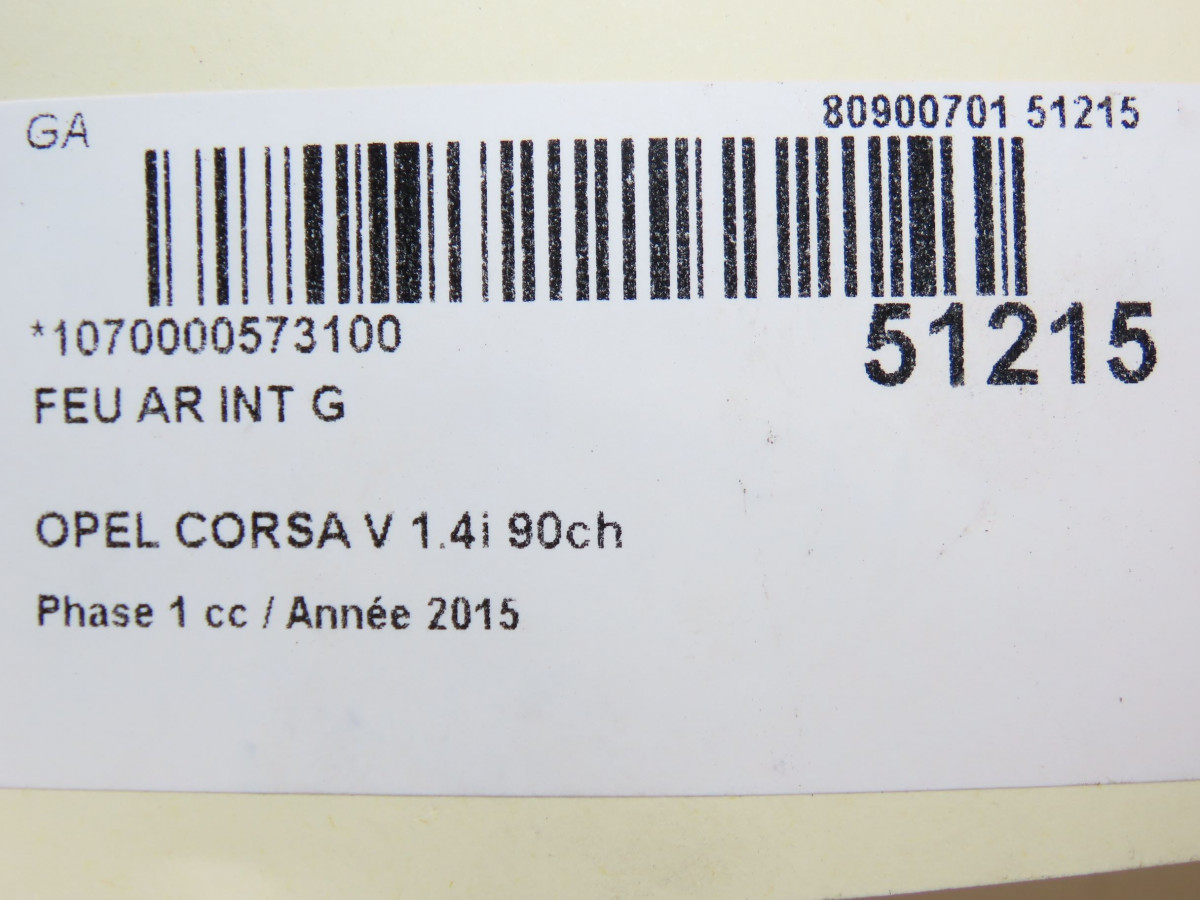 GA
80900701 51215
*1070000573100
51215
FEU AR INT G
OPEL CORSA V 1.4i 90ch
Phase 1 cc / Année 2015